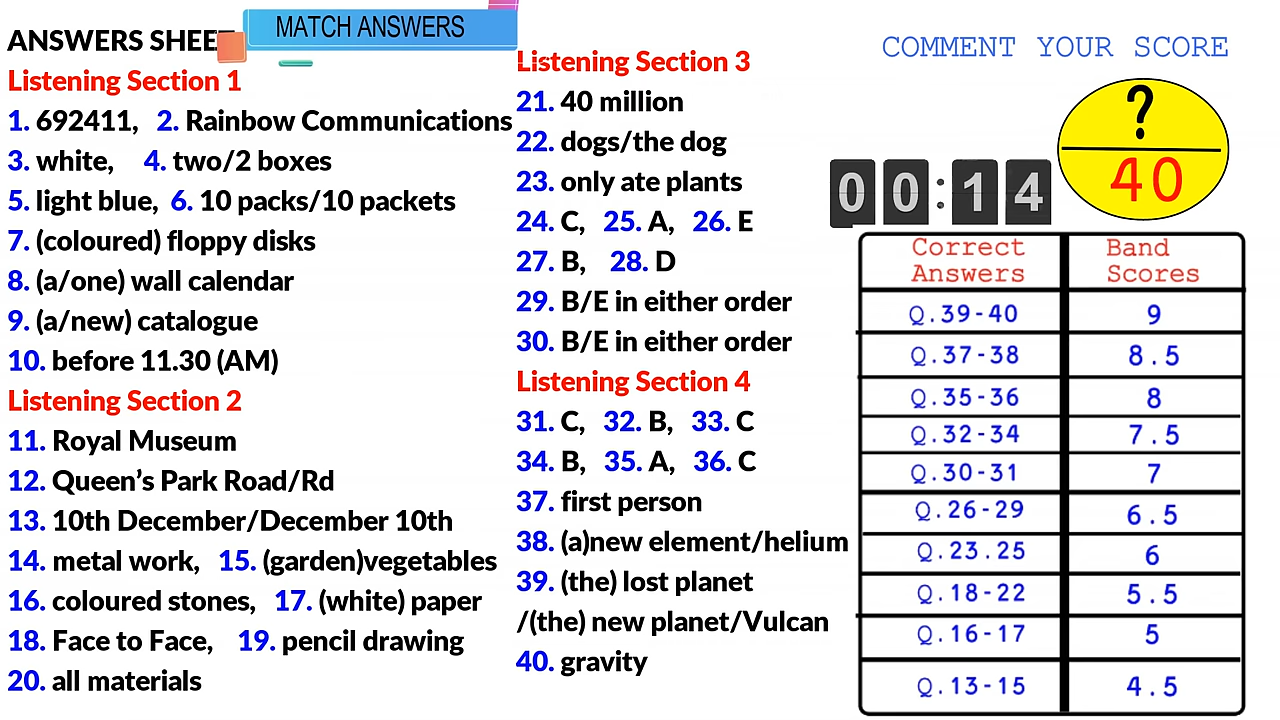 ANSWERS SHEET
MATCH ANSWERS
Listening Section 1
1. 692411, 2. Rainbow Communications
3. white, 4. two/2 boxes
5. light blue, 6. 10 packs/10 packets
7. (coloured) floppy disks
8. (a/one) wall calendar
9. (a/new) catalogue
10. before 11.30 (AM)
Listening Section 2
11. Royal Museum
12. Queen’s Park Road/Rd
13. 10th December/December 10th
14. metal work, 15. (garden)vegetables
16. coloured stones, 17. (white) paper
18. Face to Face, 19. pencil drawing
20. all materials
Listening Section 3
21. 40 million
22. dogs/the dog
23. only ate plants
24. C, 25. A, 26. E
27. B, 28. D
29. B/E in either order
30. B/E in either order
Listening Section 4
31. C, 32. B, 33. C
34. B, 35. A, 36. C
37. first person
38. (a)new element/helium
39. (the) lost planet
/(the) new planet/Vulcan
40. gravity
COMMENT YOUR SCORE
?
40
00:14
Correct Answers Band Scores
Q.39-40 9
Q.37-38 8.5
Q.35-36 8
Q.32-34 7.5
Q.30-31 7
Q.26-29 6.5
Q.23.25 6
Q.18-22 5.5
Q.16-17 5
Q.13-15 4.5